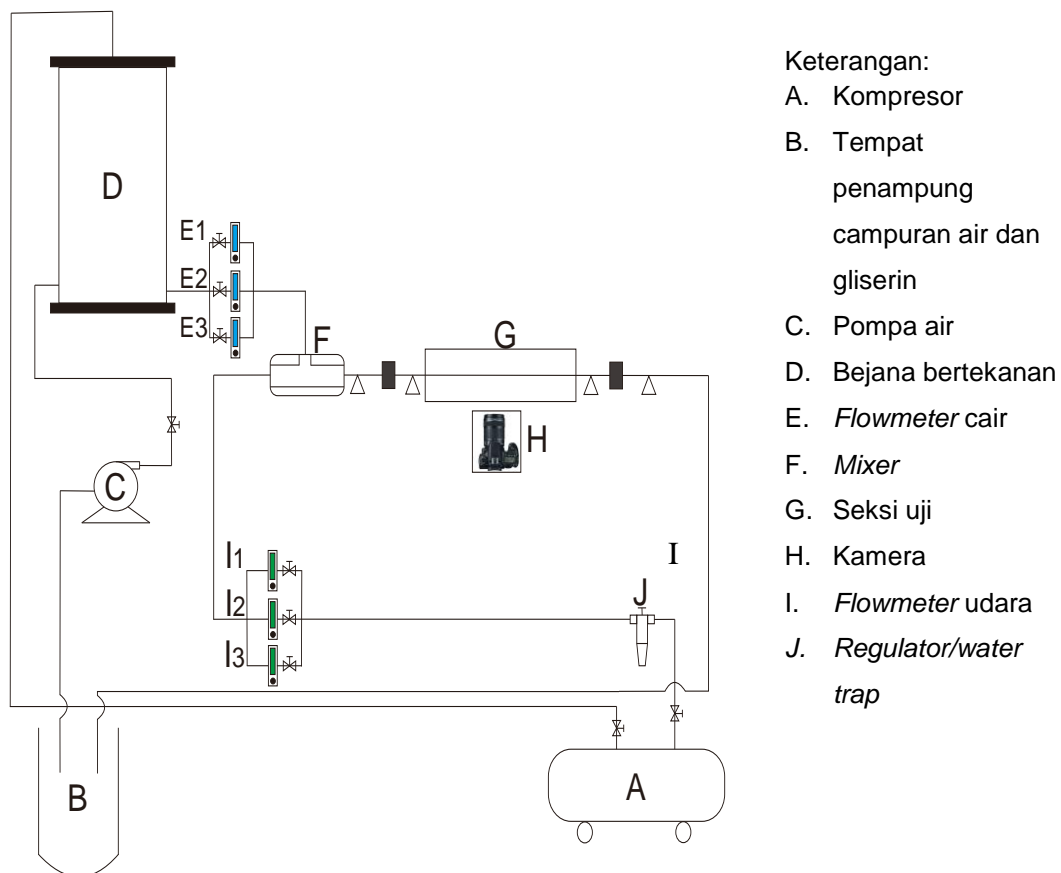 D
E1
E2
E3
F
G
H
C
I1
I2
I3
I
J
B
A
Keterangan:
A. Kompresor
B. Tempat
penampung
campuran air dan
gliserin
C. Pompa air
D. Bejana bertekanan
E. Flowmeter cair
F. Mixer
G. Seksi uji
H. Kamera
I. Flowmeter udara
J. Regulator/water
trap